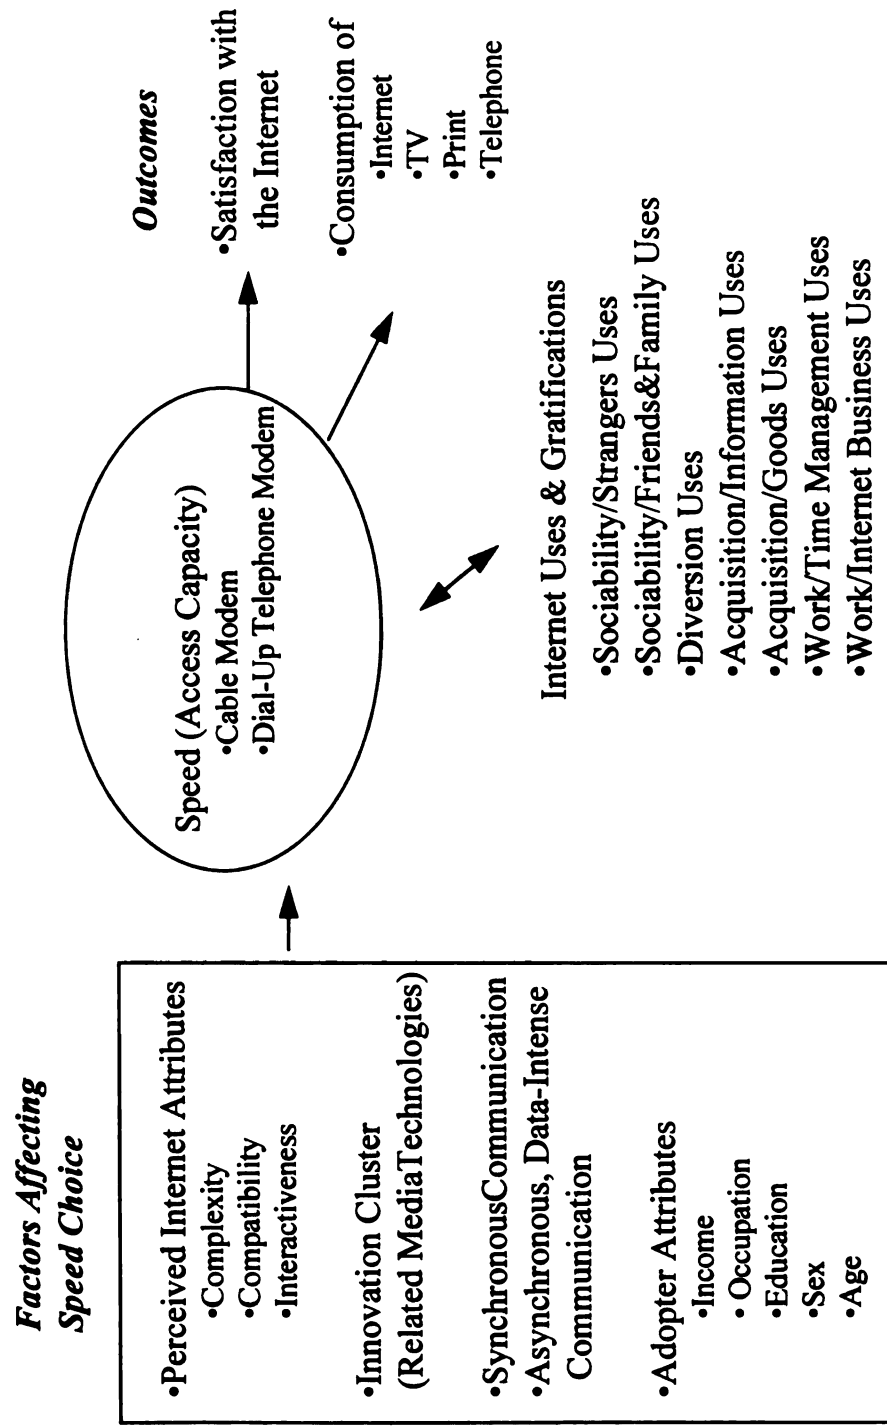 Factors Affecting
Speed Choice
•Perceived Internet Attributes
•Complexity
•Compatibility
•Interactiveness
•Innovation Cluster
(Related MediaTechnologies)
•SynchronousCommunication
•Asynchronous, Data-Intense
Communication
•Adopter Attributes
•Income
• Occupation
•Education
•Sex
•Age
Speed (Access Capacity)
•Cable Modem
•Dial-Up Telephone Modem
Internet Uses & Gratifications
•Sociability/Strangers Uses
•Sociability/Friends&Family Uses
•Diversion Uses
•Acquisition/Information Uses
•Acquisition/Goods Uses
•Work/Time Management Uses
•Work/Internet Business Uses
Outcomes
•Satisfaction with
the Internet
•Consumption of
•Internet
•TV
•Print
•Telephone